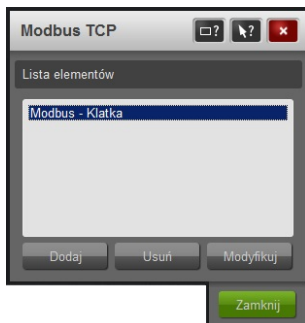 Modbus TCP
Lista elementów
Modbus - Klatka
Dodaj Usuń Modyfikuj
Zamknij